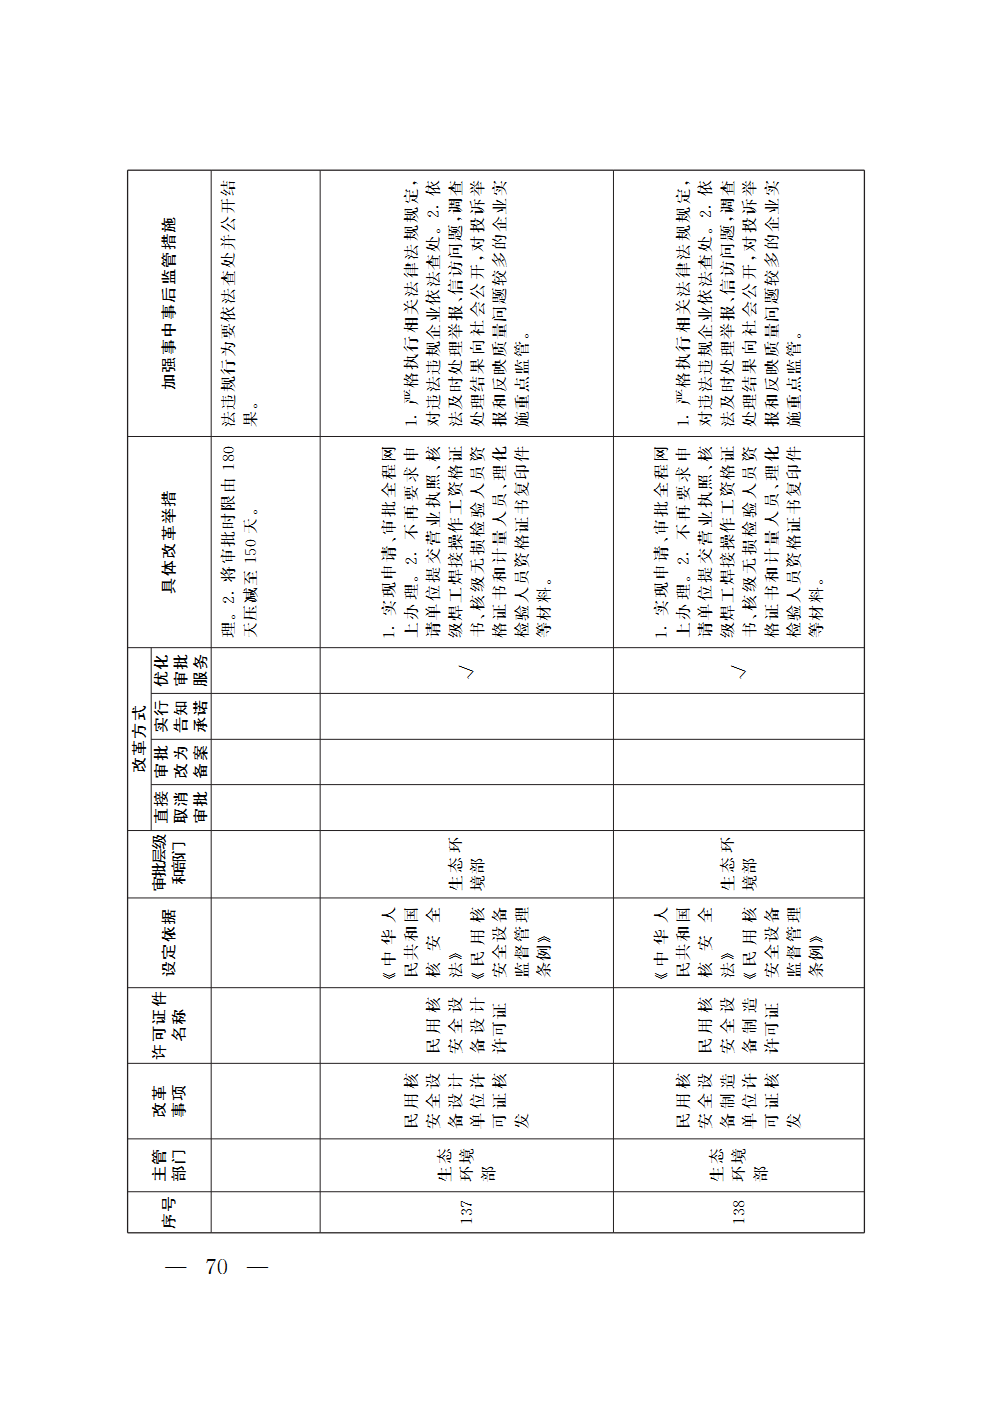 序号
主管
部门
改革
事项
许可证件
名称
设定依据
审批层级
和部门
改革方式
直接
取消
审批
审批
改为
备案
实行
告知
承诺
优化
审批
服务
具体改革举措
加强事中事后监管措施
理。2. 将审批时限由 180
天压减至 150 天。
法违规行为要依法查处并公开结
果。
137
生态
环境
部
民用核
安全设
备设计
单位许
可证核
发
民用核
安全设
备设计
许可证
《中华人
民共和国
核安全
法》
《民用核
安全设备
监督管理
条例》
生态环
境部
√
1. 实现申请、审批全程网
上办理。2. 不再要求申
请单位提交营业执照、核
级焊工焊接操作工资格证
书、核级无损检验人员资
格证书和计量人员、理化
检验人员资格证书复印件
等材料。
1. 严格执行相关法律法规规定,
对违法违规企业依法查处。2. 依
法及时处理举报、信访问题,调查
处理结果向社会公开,对投诉举
报和反映质量问题较多的企业实
施重点监管。
138
生态
环境
部
民用核
安全设
备制造
单位许
可证核
发
民用核
安全设
备制造
许可证
《中华人
民共和国
核安全
法》
《民用核
安全设备
监督管理
条例》
生态环
境部
√
1. 实现申请、审批全程网
上办理。2. 不再要求申
请单位提交营业执照、核
级焊工焊接操作工资格证
书、核级无损检验人员资
格证书和计量人员、理化
检验人员资格证书复印件
等材料。
1. 严格执行相关法律法规规定,
对违法违规企业依法查处。2. 依
法及时处理举报、信访问题,调查
处理结果向社会公开,对投诉举
报和反映质量问题较多的企业实
施重点监管。
— 70 —